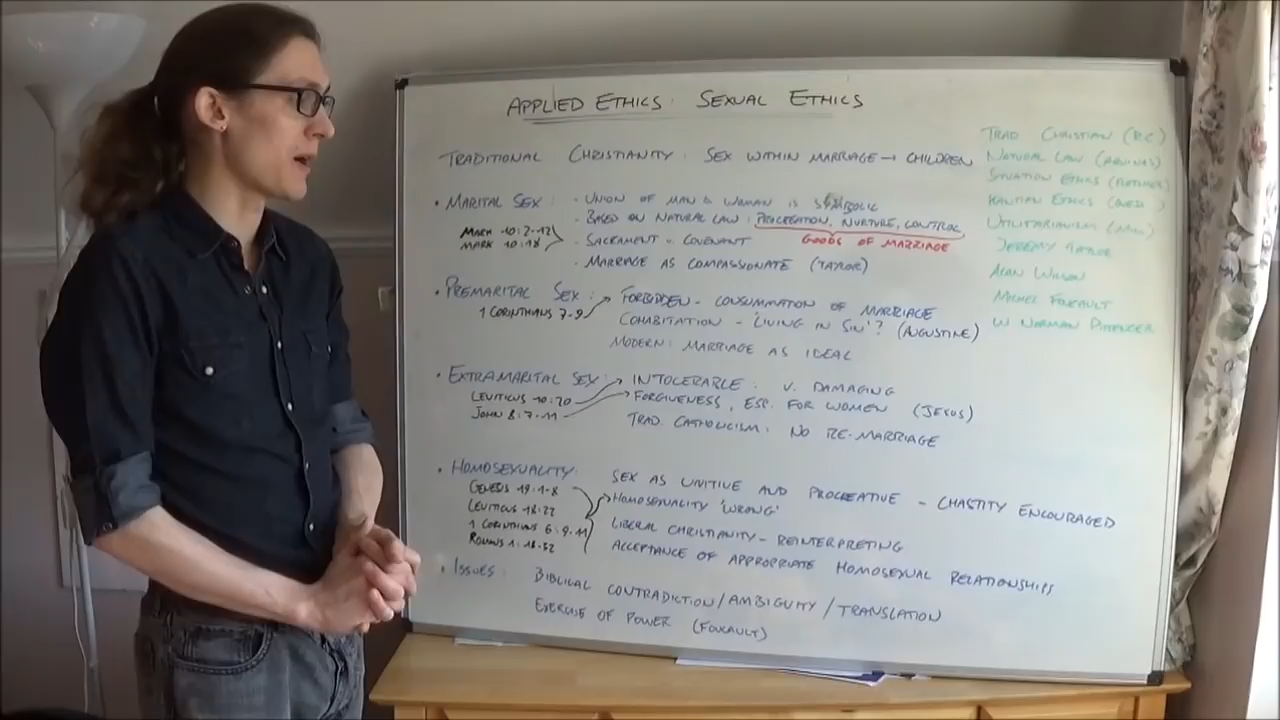 APPLIED ETHICS: SEXUAL ETHICS
TRADITIONAL CHRISTIANITY: SEX WITHIN MARRIAGE → CHILDREN
• MARITAL SEX:
MARK 10:2-12
MARK 10:18
- UNION OF MAN & WOMAN IS SYMBOLIC
- BASED ON NATURAL LAW: PROCREATION, NURTURE, CONTROL
GOODS OF MARRIAGE
- SACRAMENT v. COVENANT
- MARRIAGE AS COMPASSIONATE (TAYLOR)
• PREMARITAL SEX:
1 CORINTHIANS 7-9
FORBIDDEN - CONSUMMATION OF MARRIAGE
COHABITATION - 'LIVING IN SIN'? (AUGUSTINE)
MODERN: MARRIAGE AS IDEAL
• EXTRAMARITAL SEX:
LEVITICUS 10:20
JOHN 8:7-11
INTOLERABLE: V. DAMAGING
FORGIVENESS, ESP. FOR WOMEN (JESUS)
TRAD. CATHOLICISM: NO RE-MARRIAGE
• HOMOSEXUALITY:
GENESIS 19:1-8
LEVITICUS 18:22
1 CORINTHIANS 6:9-11
ROMANS 1:18-32
SEX AS UNITIVE AND PROCREATIVE - CHASTITY ENCOURAGED
HOMOSEXUALITY 'WRONG'
LIBERAL CHRISTIANITY - REINTERPRETING
ACCEPTANCE OF APPROPRIATE HOMOSEXUAL RELATIONSHIPS
• ISSUES:
BIBLICAL CONTRADICTION/AMBIGUITY/TRANSLATION
EXERCISE OF POWER (FOUCAULT)
TRAD CHRISTIAN (R.C)
NATURAL LAW (AQUINAS)
SITUATION ETHICS (FLETCHER)
KANTIAN ETHICS
UTILITARIANISM (MILL)
JEREMY TAYLOR
ALAN WILSON
MICHEL FOUCAULT
W NORMAN PITTENGER